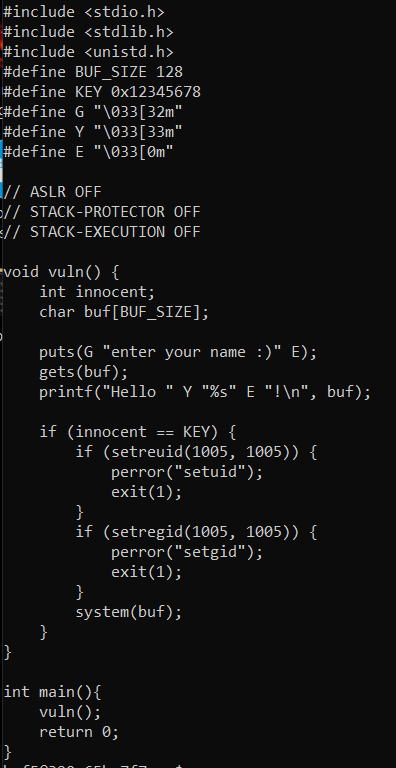 #include <stdio.h>
#include <stdlib.h>
#include <unistd.h>
#define BUF_SIZE 128
#define KEY 0x12345678
#define G "\033[32m"
#define Y "\033[33m"
#define E "\033[0m"
// ASLR OFF
// STACK-PROTECTOR OFF
// STACK-EXECUTION OFF
void vuln() {
    int innocent;
    char buf[BUF_SIZE];
    puts(G "enter your name :)" E);
    gets(buf);
    printf("Hello " Y "%s" E "!\n", buf);
    if (innocent == KEY) {
        if (setreuid(1005, 1005)) {
            perror("setuid");
            exit(1);
        }
        if (setregid(1005, 1005)) {
            perror("setgid");
            exit(1);
        }
        system(buf);
    }
}
int main(){
    vuln();
    return 0;
}